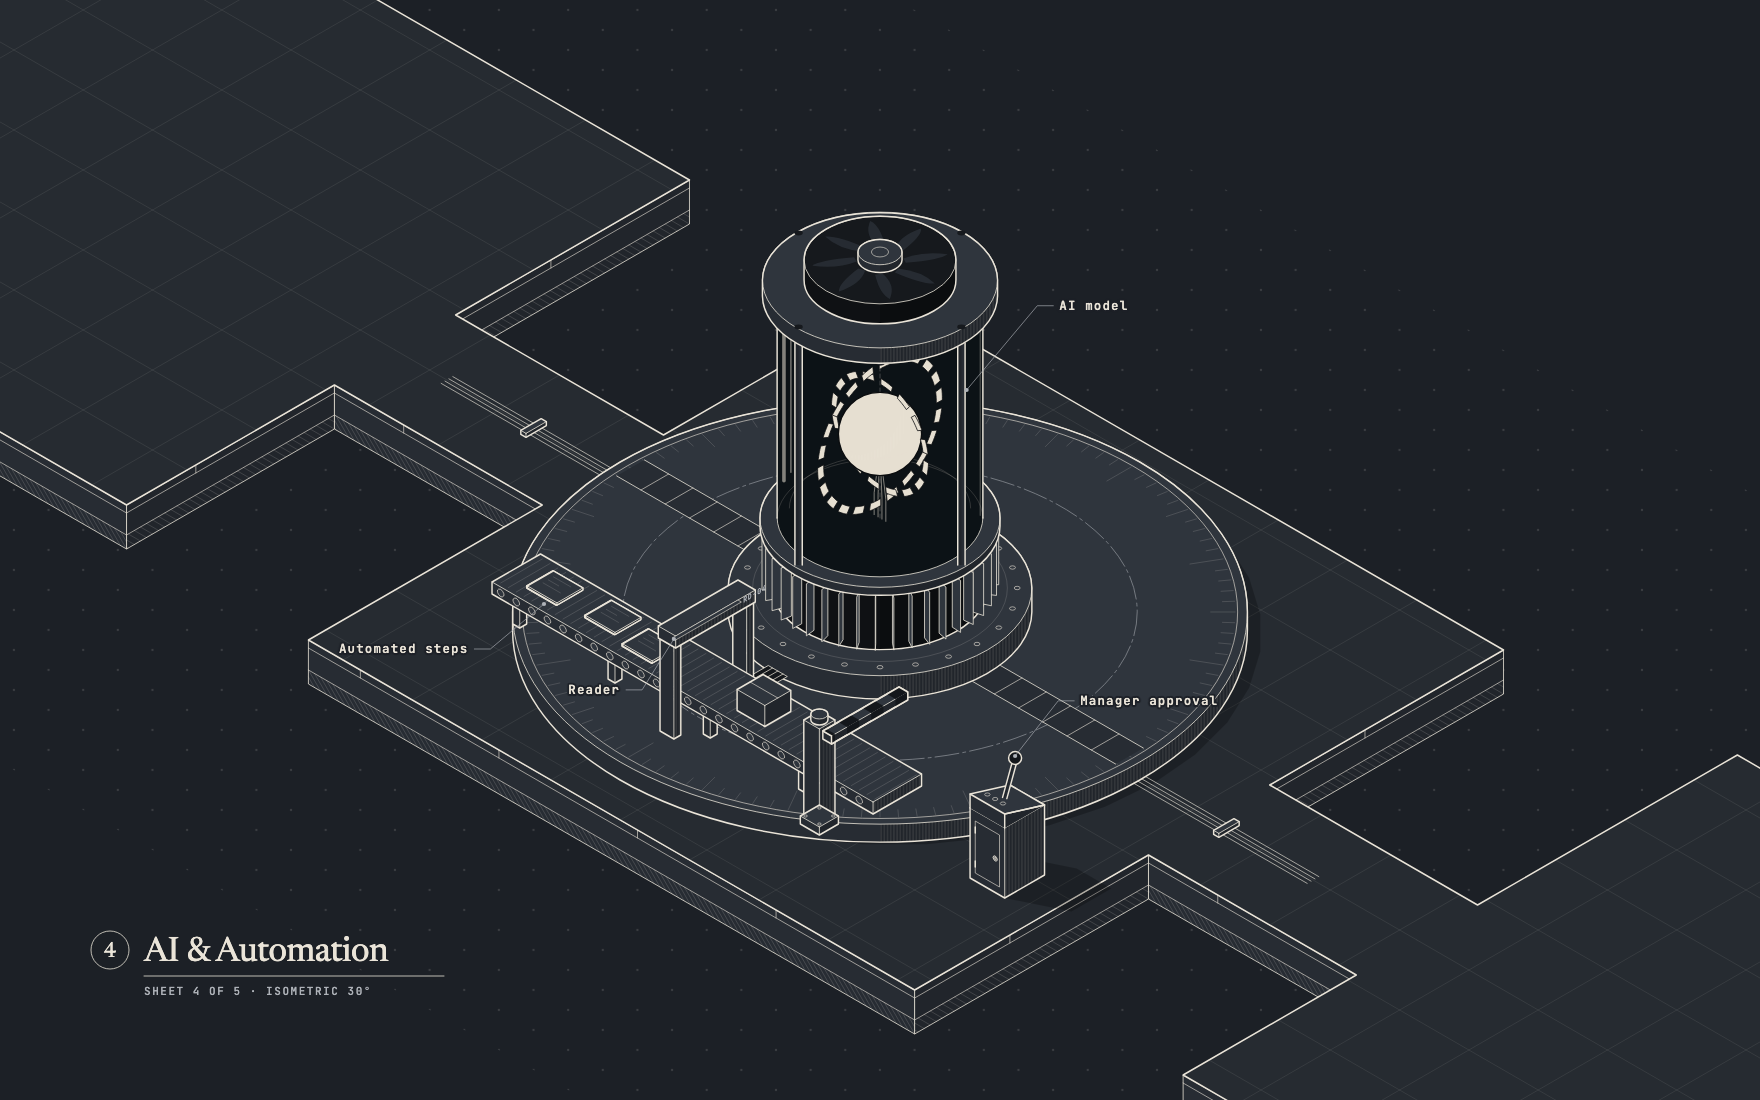 AI model
Automated steps
Reader
Manager approval
4 AI & Automation
SHEET 4 OF 5 · ISOMETRIC 30°